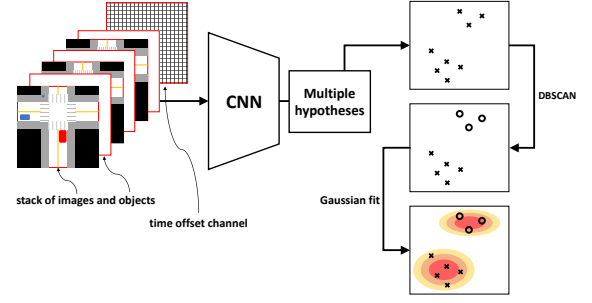 CNN
Multiple
hypotheses
DBSCAN
Gaussian fit
stack of images and objects
time offset channel